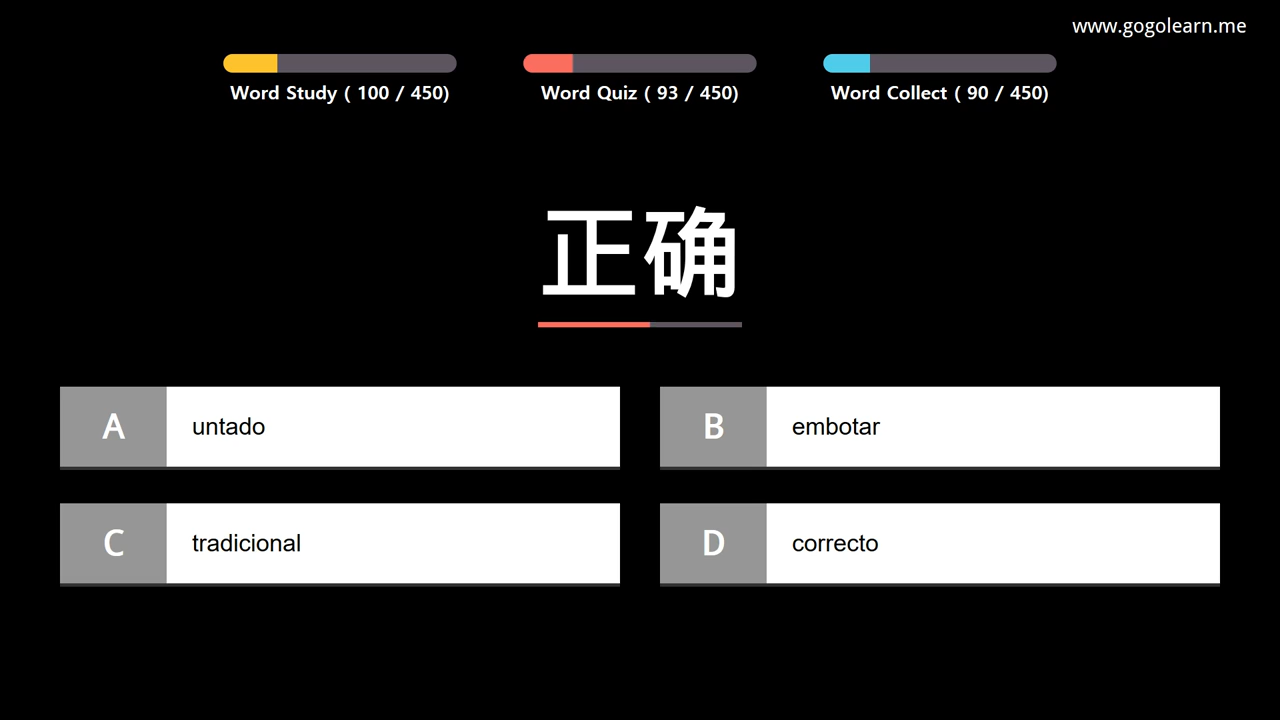 www.gogolearn.me
Word Study ( 100 / 450)
Word Quiz ( 93 / 450)
Word Collect ( 90 / 450)
正确
A untado
B embotar
C tradicional
D correcto